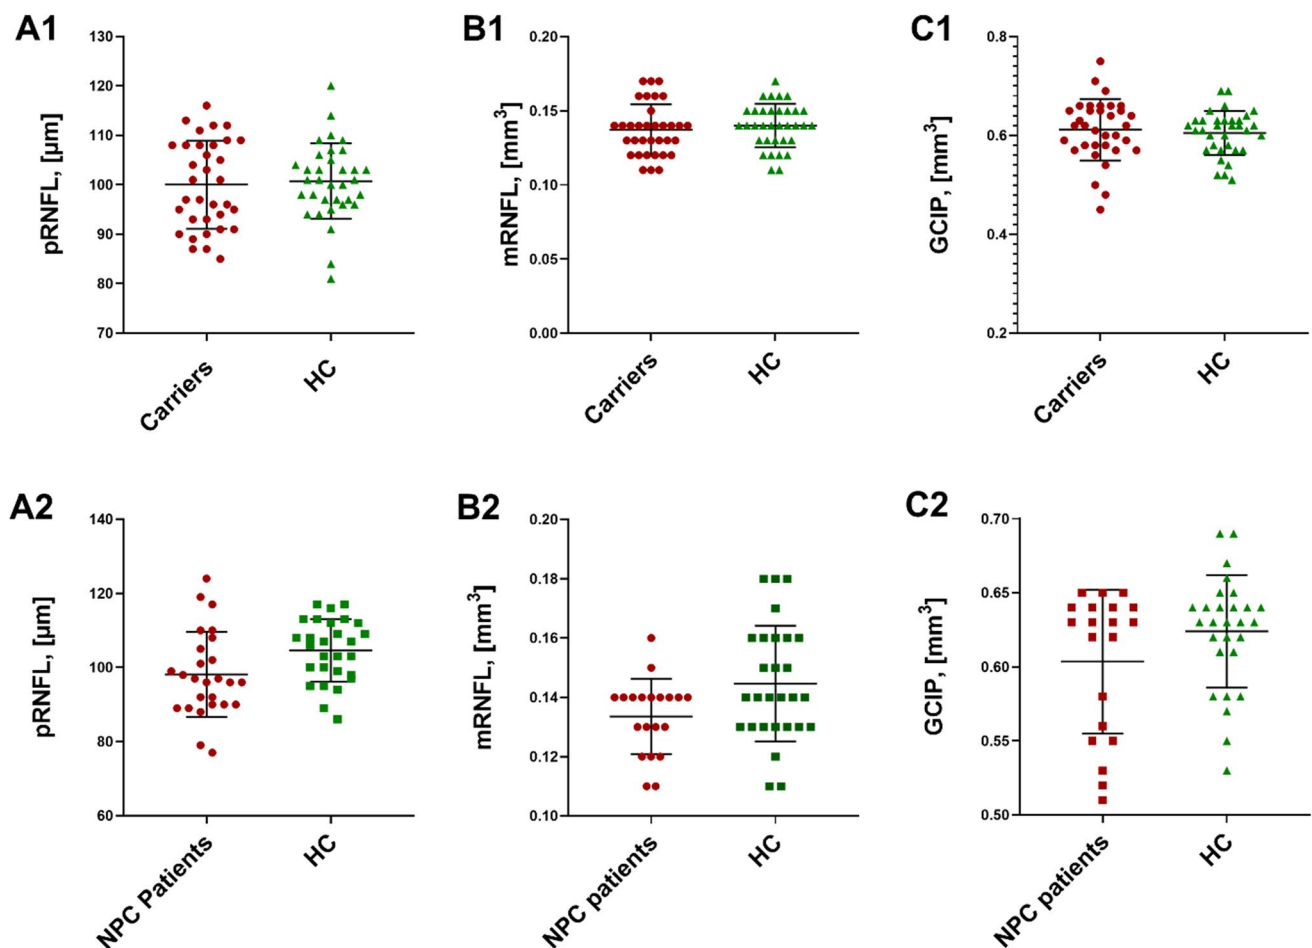 A1
pRNFL, [µm]
130
120
110
100
90
80
70
Carriers
HC
B1
mRNFL, [mm³]
0.20
0.15
0.10
0.05
0.00
Carriers
HC
C1
GCIP, [mm³]
0.8
0.6
0.4
0.2
Carriers
HC
A2
pRNFL, [µm]
140
120
100
80
60
NPC Patients
HC
B2
mRNFL, [mm³]
0.20
0.18
0.16
0.14
0.12
0.10
NPC patients
HC
C2
GCIP, [mm³]
0.70
0.65
0.60
0.55
0.50
NPC patients
HC